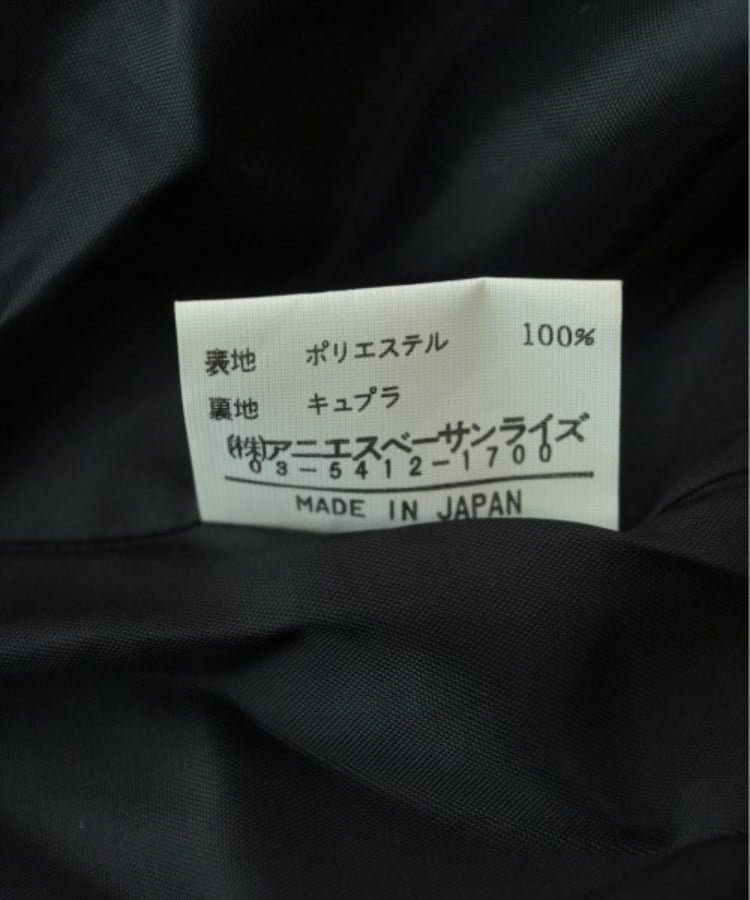 表地 ポリエステル 100%
裏地 キュプラ
(株)アニエスベーサンライズ
03-5412-1700
MADE IN JAPAN